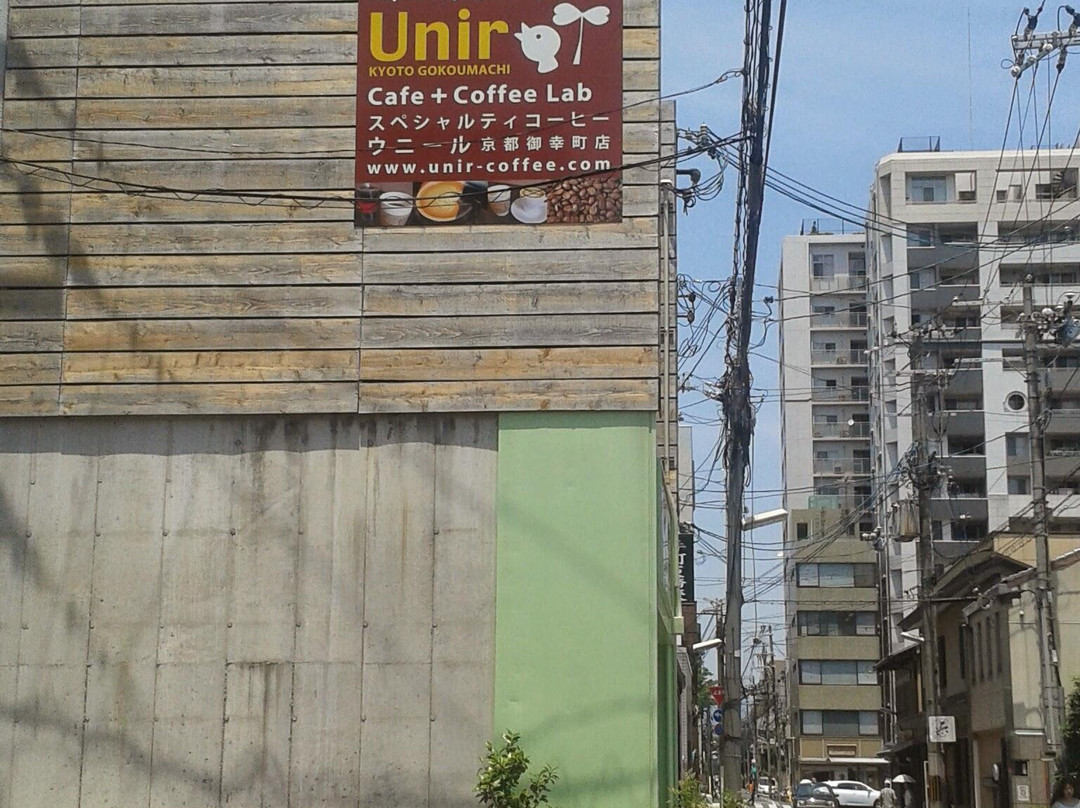 Unir
KYOTO GOKOUMACHI
Cafe + Coffee Lab
スペシャルティコーヒー
ウニール 京都御幸町店
www.unir-coffee.com